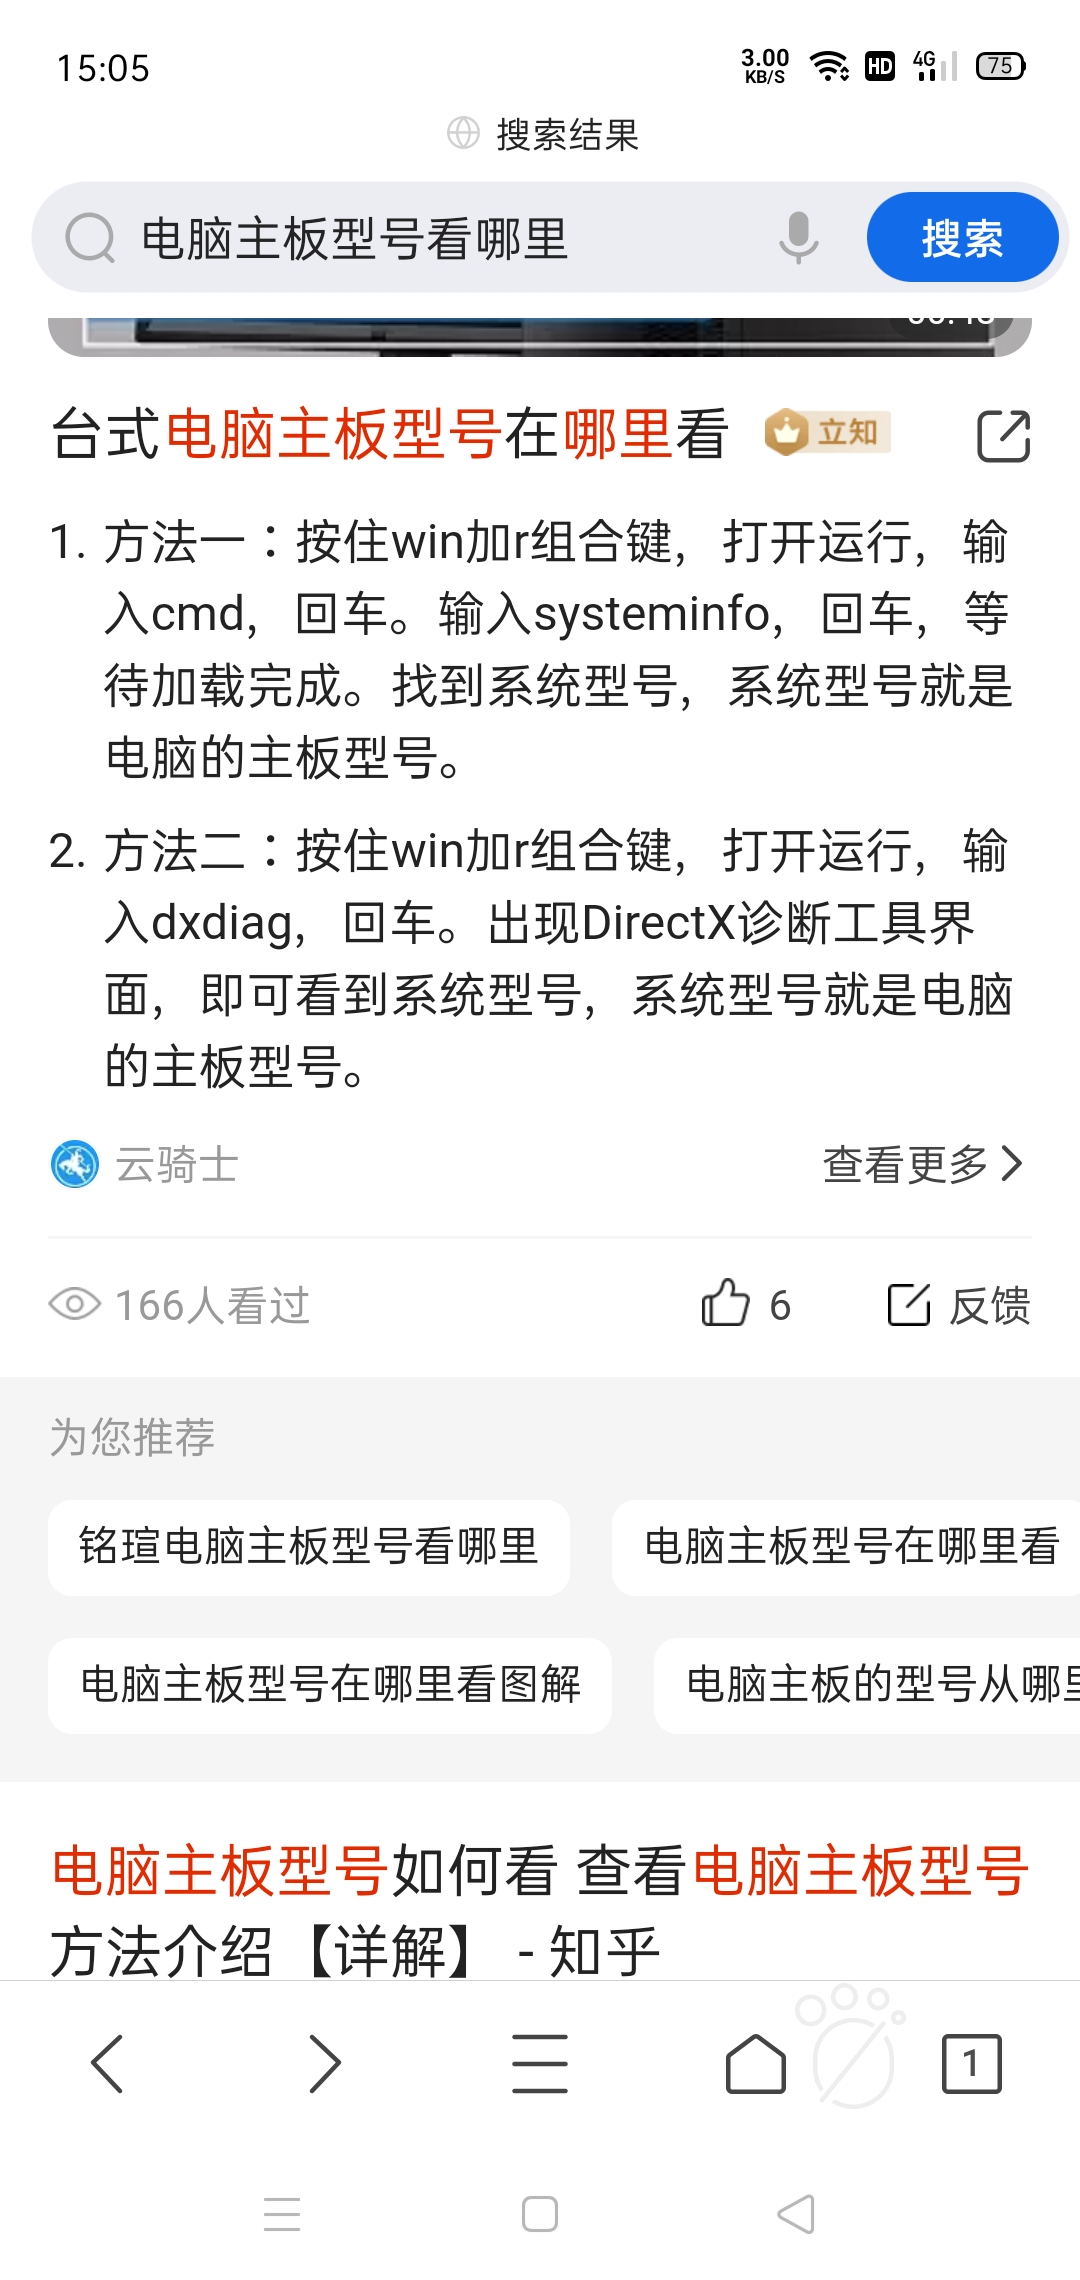 15:05
3.00 KB/S HD 4G 75
搜索结果
电脑主板型号看哪里
搜索
台式电脑主板型号在哪里看 立知
1. 方法一：按住win加r组合键，打开运行，输
入cmd，回车。输入systeminfo，回车，等
待加载完成。找到系统型号，系统型号就是
电脑的主板型号。
2. 方法二：按住win加r组合键，打开运行，输
入dxdiag，回车。出现DirectX诊断工具界
面，即可看到系统型号，系统型号就是电脑
的主板型号。
云骑士
查看更多
166人看过
6
反馈
为您推荐
铭瑄电脑主板型号看哪里
电脑主板型号在哪里看
电脑主板型号在哪里看图解
电脑主板的型号从哪里
电脑主板型号如何看 查看电脑主板型号
方法介绍【详解】 - 知乎
1